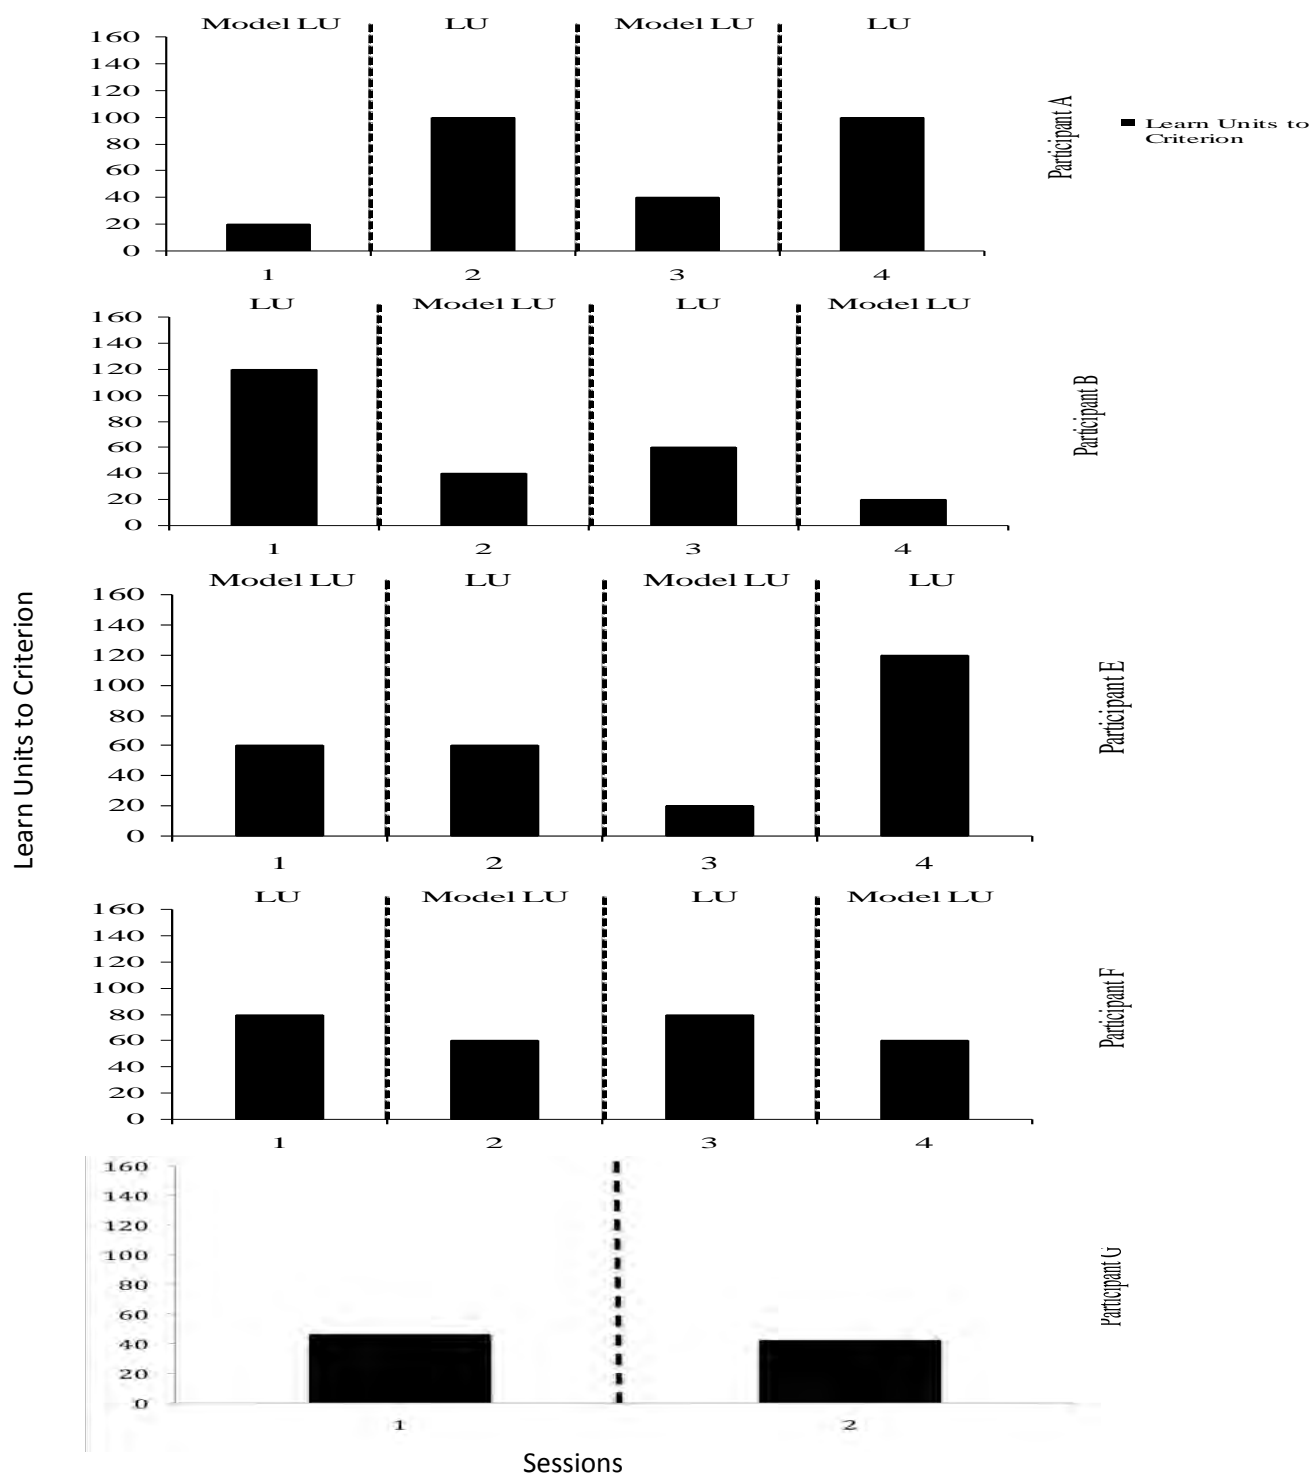 Model LU LU Model LU LU
160
140
120
100
80
60
40
20
0
1 2 3 4
Participant A
Learn Units to
Criterion
LU Model LU LU Model LU
160
140
120
100
80
60
40
20
0
1 2 3 4
Participant B
Model LU LU Model LU LU
160
140
120
100
80
60
40
20
0
1 2 3 4
Participant E
Learn Units to Criterion
LU Model LU LU Model LU
160
140
120
100
80
60
40
20
0
1 2 3 4
Participant F
160
140
120
100
80
60
40
20
0
1 2
Participant G
Sessions